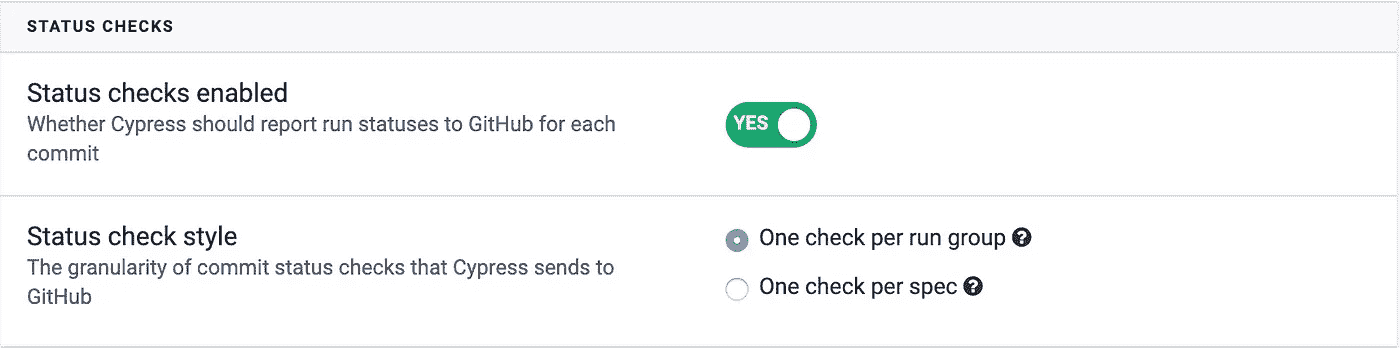 STATUS CHECKS
Status checks enabled
Whether Cypress should report run statuses to GitHub for each
commit
YES
Status check style
The granularity of commit status checks that Cypress sends to
GitHub
One check per run group ?
One check per spec ?